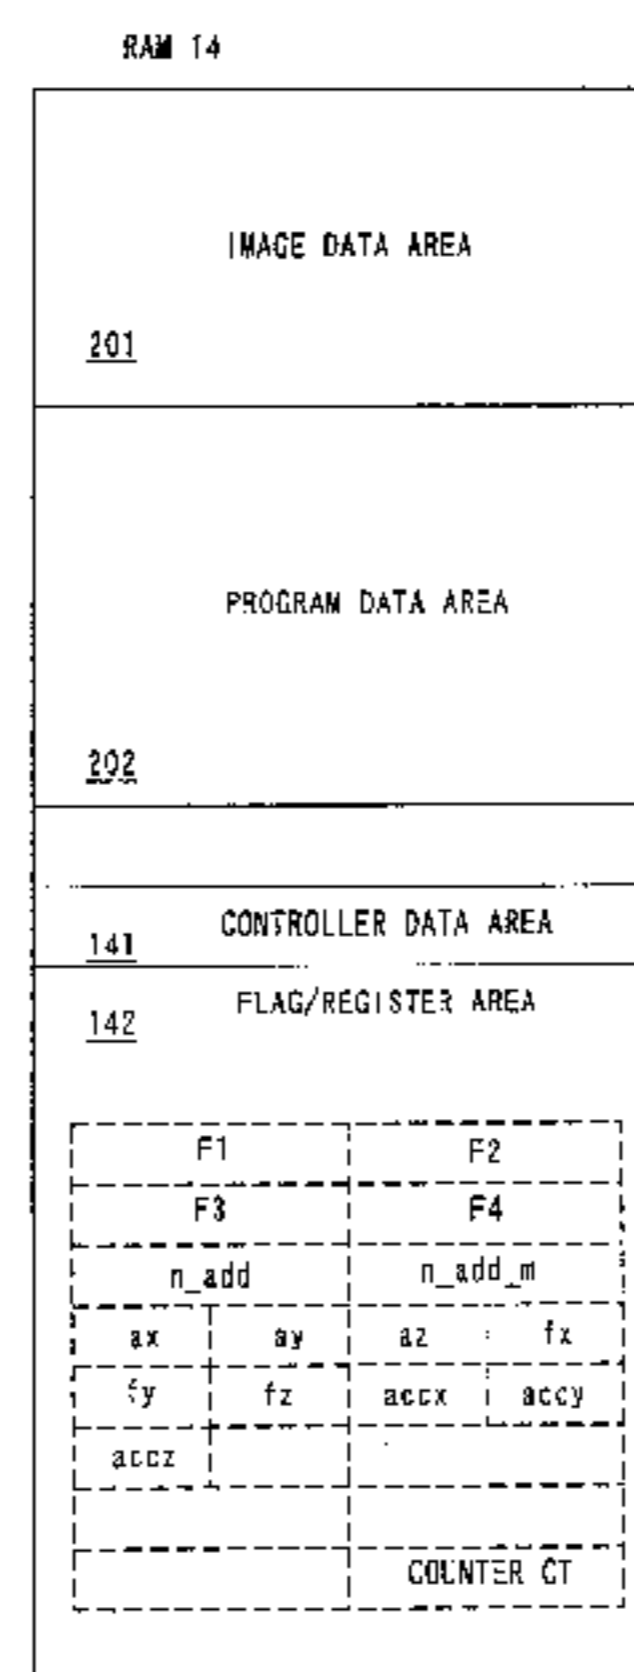 RAM 14
IMAGE DATA AREA
201
PROGRAM DATA AREA
202
CONTROLLER DATA AREA
141
FLAG/REGISTER AREA
142
F1 F2
F3 F4
n_add n_add_m
ax ay az fx
fy fz accx accy
accz
COUNTER CT